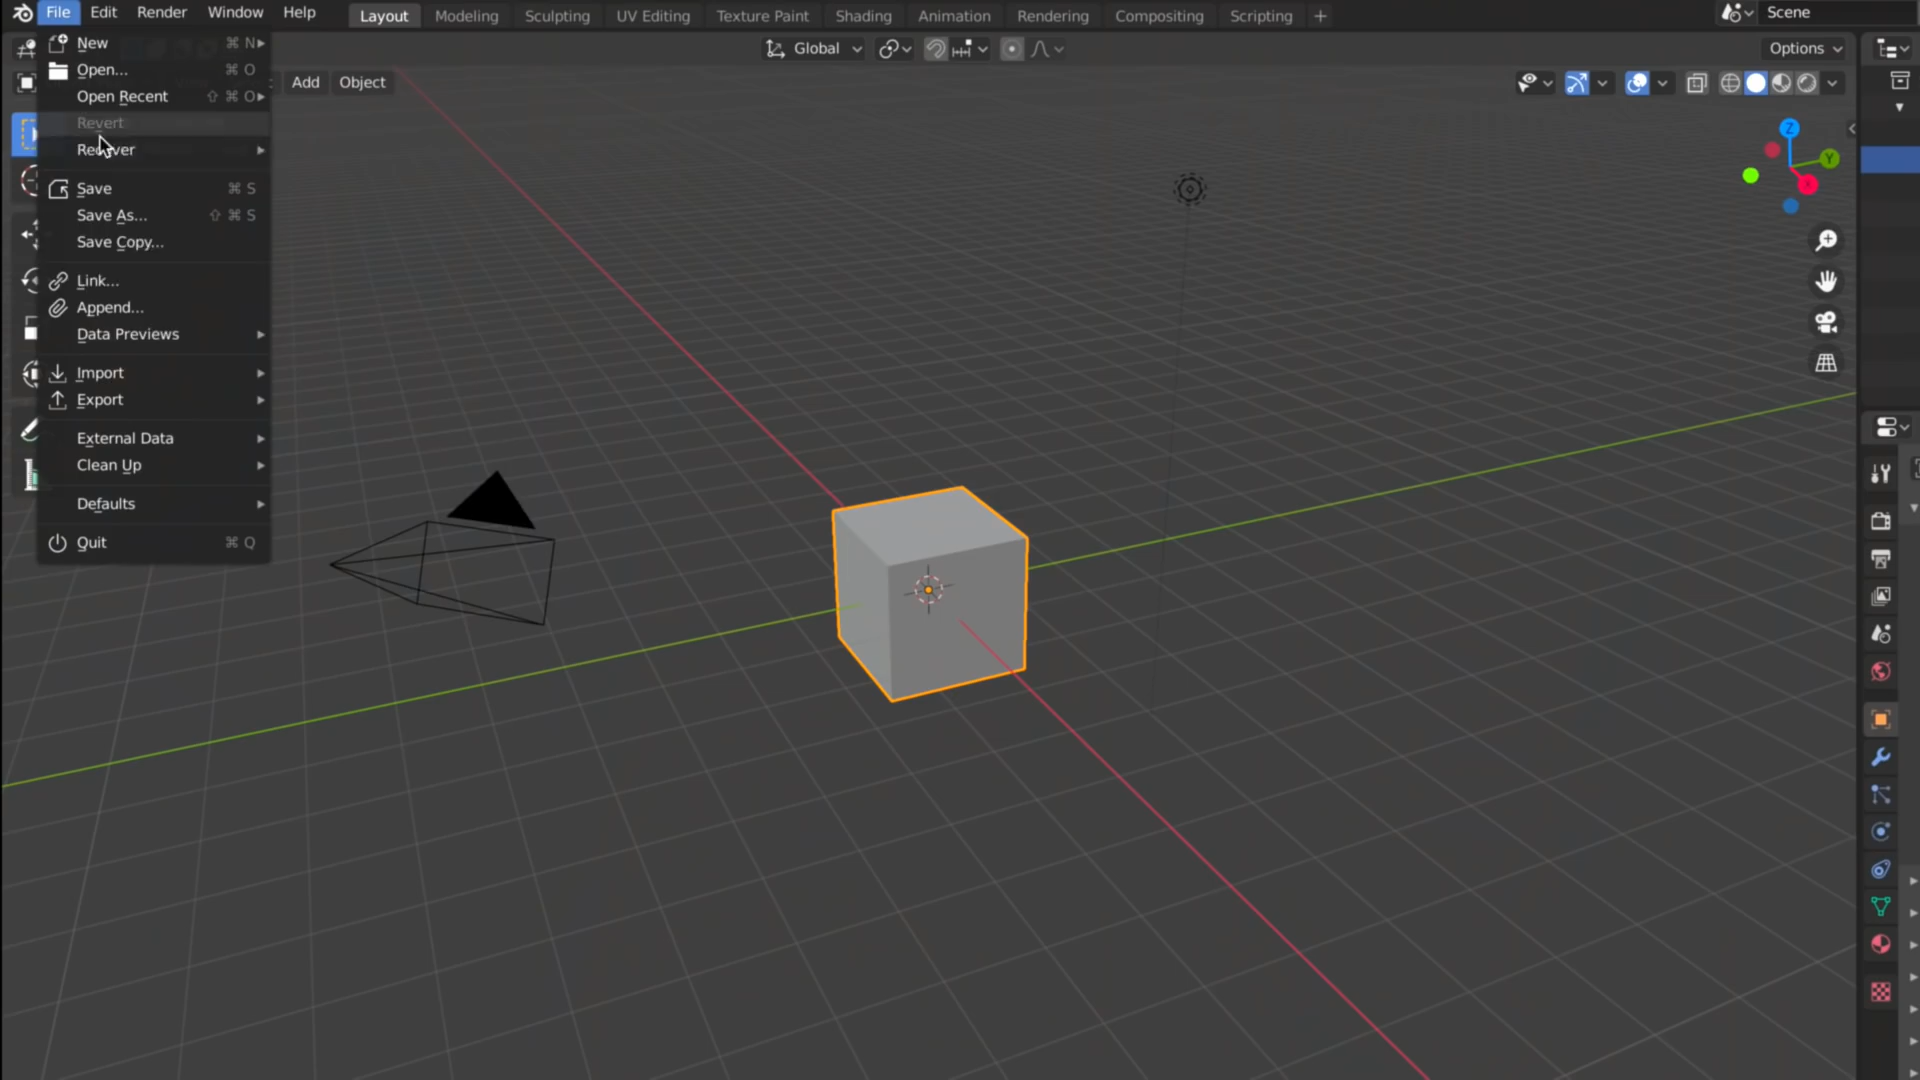 File Edit Render Window Help Layout Modeling Sculpting UV Editing Texture Paint Shading Animation Rendering Compositing Scripting + Scene
Global Options
Add Object
New ⌘ N
Open... ⌘ O
Open Recent ⇧ ⌘ O
Revert
Recover
Save ⌘ S
Save As... ⇧ ⌘ S
Save Copy...
Link...
Append...
Data Previews
Import
Export
External Data
Clean Up
Defaults
Quit ⌘ Q
Z
Y
X